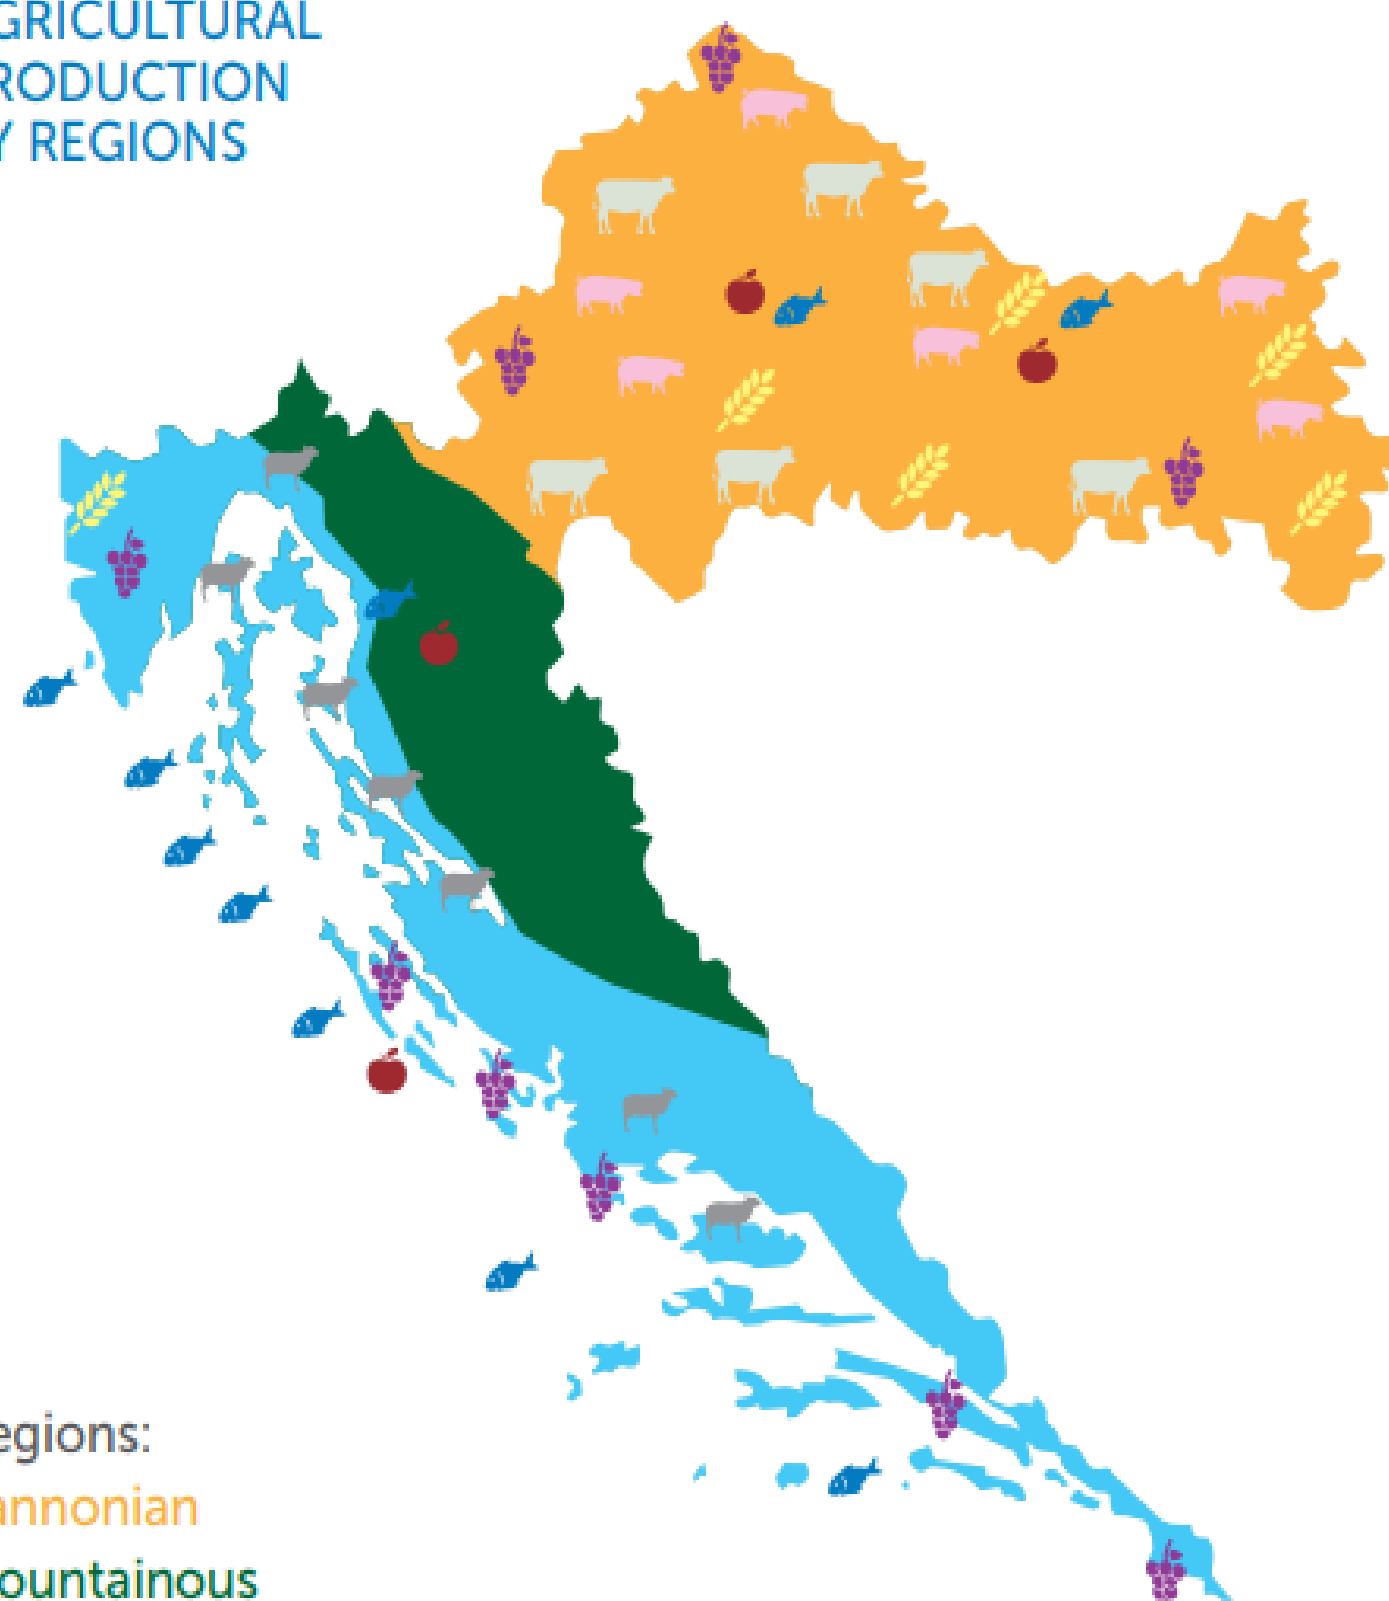 GRICULTURAL
RODUCTION
Y REGIONS
egions:
annonian
ountainous